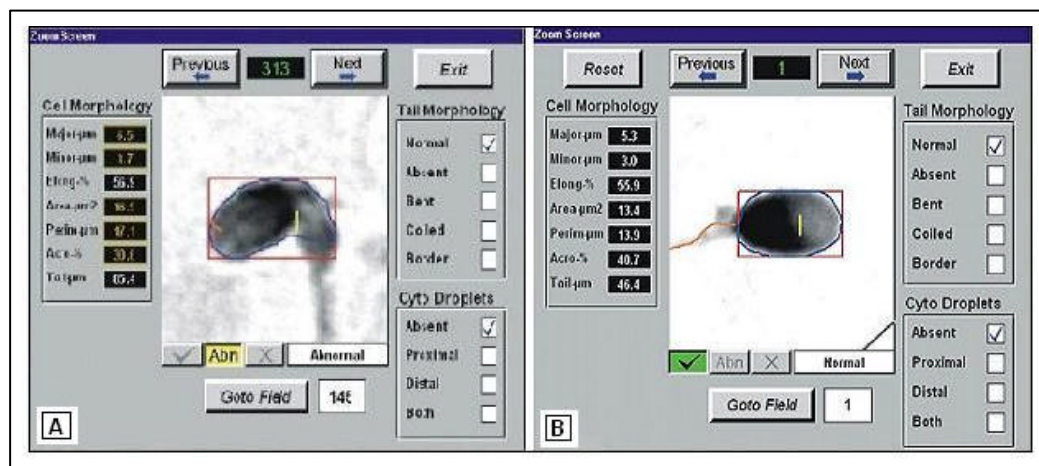 Zoom Screen
Previous
313
Next
Exit
Cell Morphology
Major-µm
Minor-µm
Elong-%
Area-µm2
Perim-µm
Acro-%
Tail-µm
Tail Morphology
Normal
Absent
Bent
Coiled
Border
Cyto Droplets
Absent
Proximal
Distal
Both
Abn
X
Abnormal
Goto Field
A
Zoom Screen
Reset
Previous
1
Next
Exit
Cell Morphology
Major-µm 5.3
Minor-µm 3.0
Elong-% 55.9
Area-µm2 13.4
Perim-µm 13.9
Acro-% 40.7
Tail-µm 46.4
Tail Morphology
Normal
Absent
Bent
Coiled
Border
Cyto Droplets
Absent
Proximal
Distal
Both
Abn
X
Normal
Goto Field
1
B